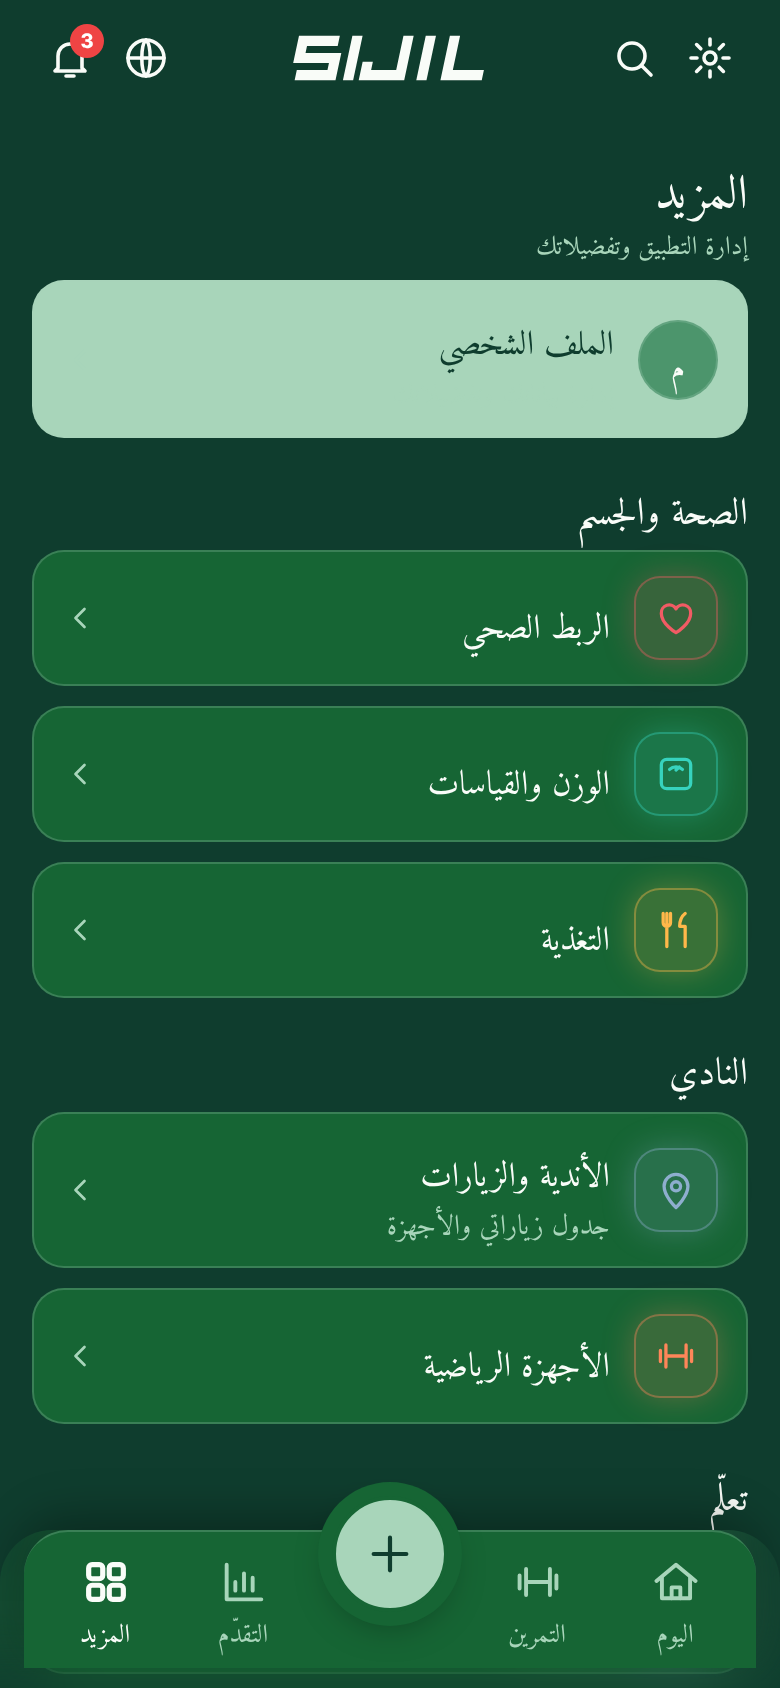 3
SIJIL
المزيد
إدارة التطبيق وتفضيلاتك
الملف الشخصي
م
الصحة والجسم
الربط الصحي
الوزن والقياسات
التغذية
النادي
الأندية والزيارات
جدول زياراتي والأجهزة
الأجهزة الرياضية
تعلّم
اليوم
التمرين
التقدّم
المزيد